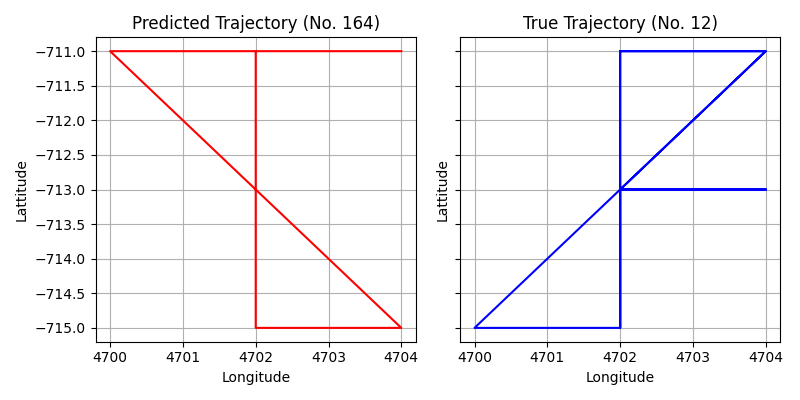 Predicted Trajectory (No. 164)
−711.0
−711.5
−712.0
−712.5
−713.0
−713.5
−714.0
−714.5
−715.0
Lattitude
4700 4701 4702 4703 4704
Longitude
True Trajectory (No. 12)
Lattitude
4700 4701 4702 4703 4704
Longitude